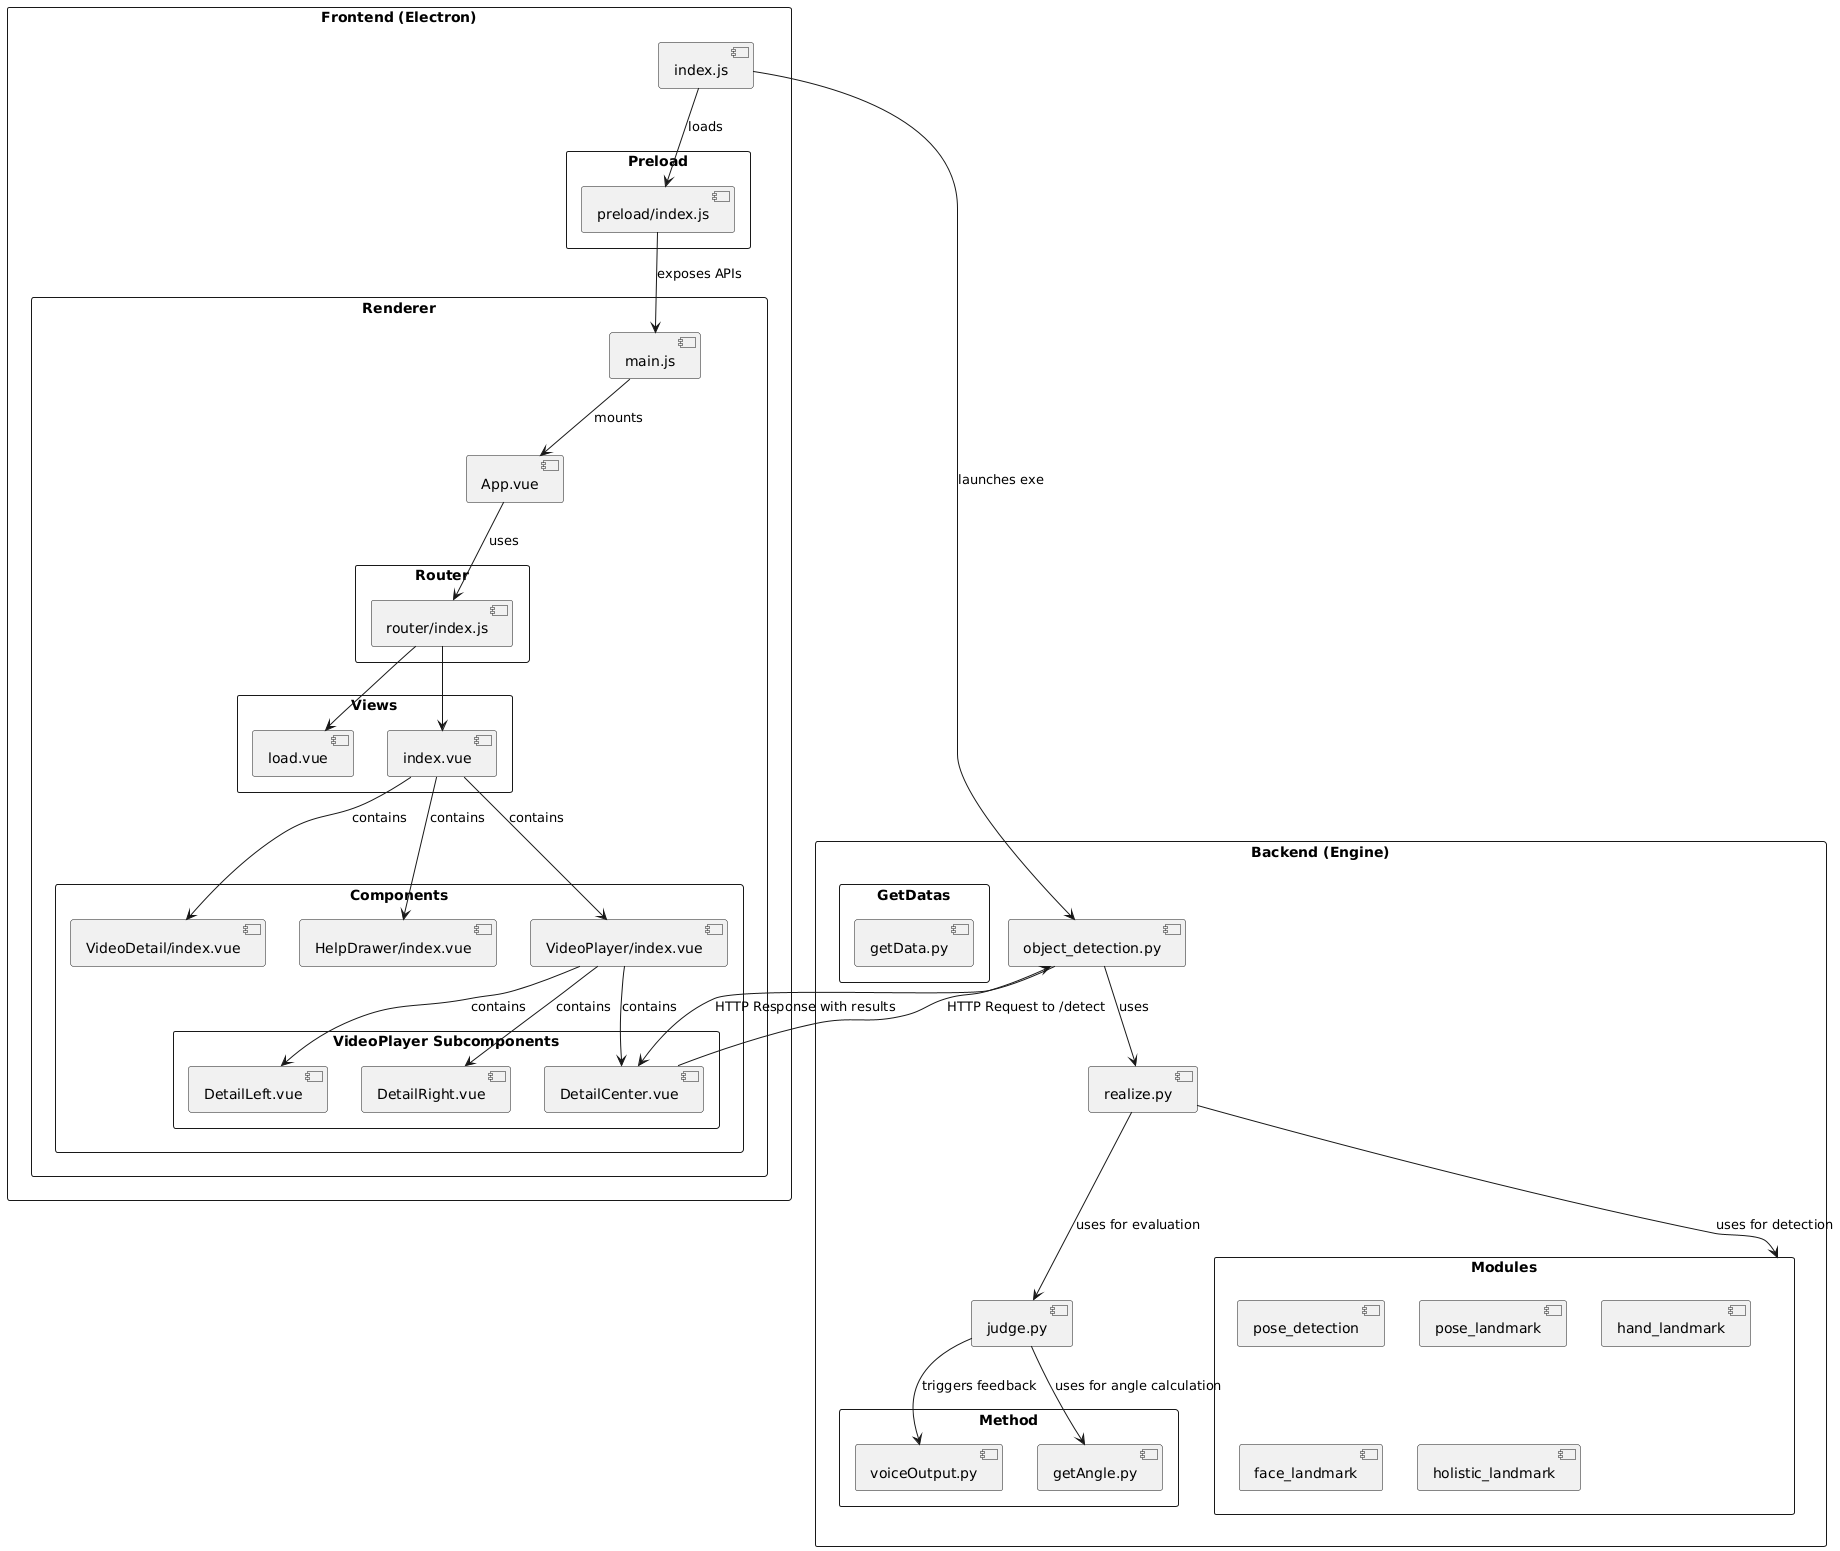 Frontend (Electron)
index.js
loads
Preload
preload/index.js
exposes APIs
Renderer
main.js
mounts
App.vue
launches exe
uses
Router
router/index.js
Views
load.vue
index.vue
contains
contains
contains
Backend (Engine)
Components
GetDatas
VideoDetail/index.vue
HelpDrawer/index.vue
VideoPlayer/index.vue
getData.py
object_detection.py
contains
contains
contains
HTTP Response with results
HTTP Request to /detect
uses
VideoPlayer Subcomponents
DetailLeft.vue
DetailRight.vue
DetailCenter.vue
realize.py
uses for evaluation
uses for detection
Modules
judge.py
pose_detection
pose_landmark
hand_landmark
triggers feedback
uses for angle calculation
Method
voiceOutput.py
getAngle.py
face_landmark
holistic_landmark